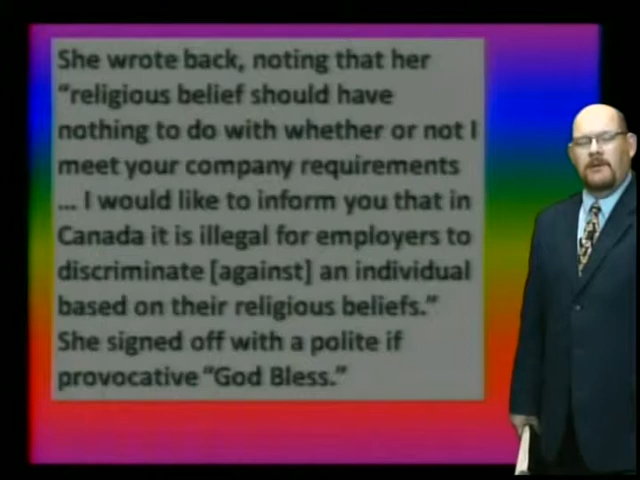 She wrote back, noting that her
“religious belief should have
nothing to do with whether or not I
meet your company requirements
... I would like to inform you that in
Canada it is illegal for employers to
discriminate [against] an individual
based on their religious beliefs.”
She signed off with a polite if
provocative “God Bless.”